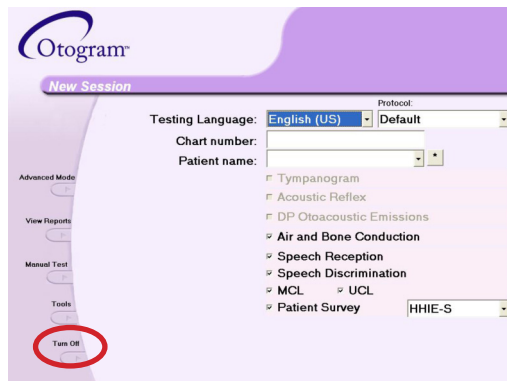 Otogram™
New Session
Protocol:
Testing Language: English (US) Default
Chart number:
Patient name: *
Tympanogram
Acoustic Reflex
DP Otoacoustic Emissions
Air and Bone Conduction
Speech Reception
Speech Discrimination
MCL UCL
Patient Survey HHIE-S
Advanced Mode
View Reports
Manual Test
Tools
Turn Off